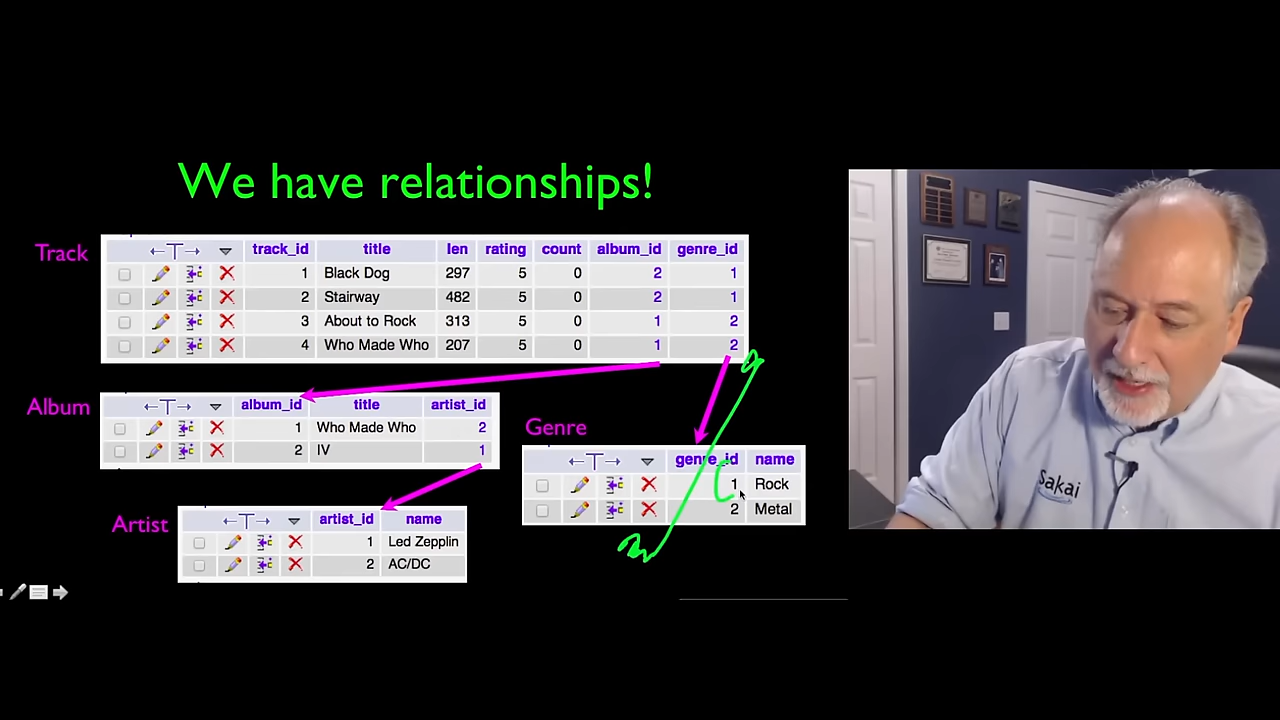 We have relationships!
Track
track_id title len rating count album_id genre_id
1 Black Dog 297 5 0 2 1
2 Stairway 482 5 0 2 1
3 About to Rock 313 5 0 1 2
4 Who Made Who 207 5 0 1 2
Album
album_id title artist_id
1 Who Made Who 2
2 IV 1
Genre
genre_id name
1 Rock
2 Metal
Artist
artist_id name
1 Led Zepplin
2 AC/DC
Sakai